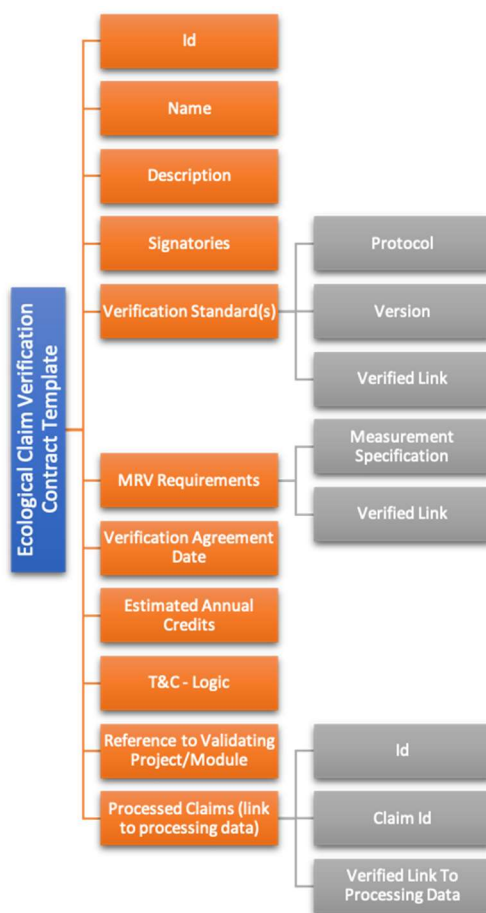 Ecological Claim Verification
Contract Template
Id
Name
Description
Signatories
Verification Standard(s)
Protocol
Version
Verified Link
MRV Requirements
Measurement
Specification
Verified Link
Verification Agreement
Date
Estimated Annual
Credits
T&C - Logic
Reference to Validating
Project/Module
Processed Claims (link
to processing data)
Id
Claim Id
Verified Link To
Processing Data